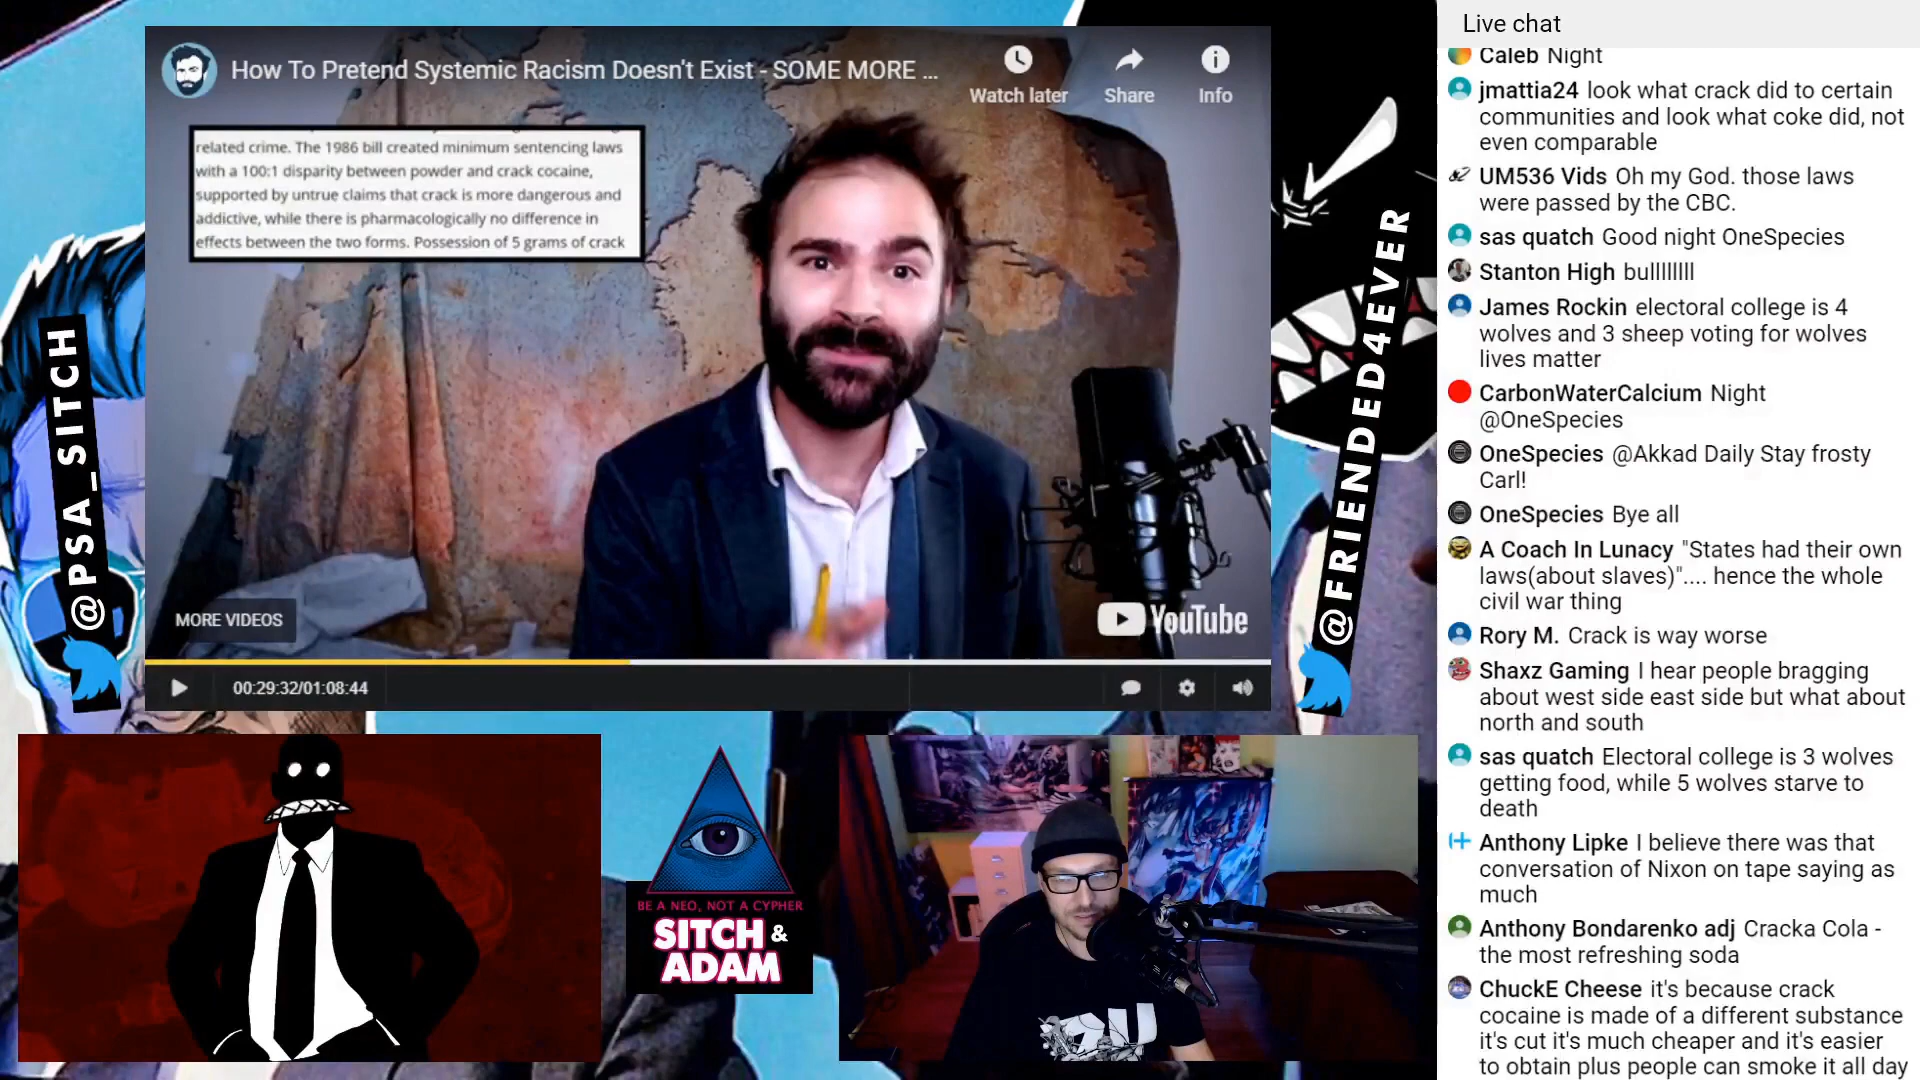 How To Pretend Systemic Racism Doesn't Exist - SOME MORE ...
Watch later
Share
Info
related crime. The 1986 bill created minimum sentencing laws
with a 100:1 disparity between powder and crack cocaine,
supported by untrue claims that crack is more dangerous and
addictive, while there is pharmacologically no difference in
effects between the two forms. Possession of 5 grams of crack
MORE VIDEOS
YouTube
00:29:32/01:08:44
@PSA_SITCH
@FRIENDED4EVER
BE A NEO, NOT A CYPHER
SITCH &
ADAM
Live chat
Caleb Night
jmattia24 look what crack did to certain
communities and look what coke did, not
even comparable
UM536 Vids Oh my God. those laws
were passed by the CBC.
sas quatch Good night OneSpecies
Stanton High bullllllll
James Rockin electoral college is 4
wolves and 3 sheep voting for wolves
lives matter
CarbonWaterCalcium Night
@OneSpecies
OneSpecies @Akkad Daily Stay frosty
Carl!
OneSpecies Bye all
A Coach In Lunacy "States had their own
laws(about slaves)".... hence the whole
civil war thing
Rory M. Crack is way worse
Shaxz Gaming I hear people bragging
about west side east side but what about
north and south
sas quatch Electoral college is 3 wolves
getting food, while 5 wolves starve to
death
Anthony Lipke I believe there was that
conversation of Nixon on tape saying as
much
Anthony Bondarenko adj Cracka Cola -
the most refreshing soda
ChuckE Cheese it's because crack
cocaine is made of a different substance
it's cut it's much cheaper and it's easier
to obtain plus people can smoke it all day